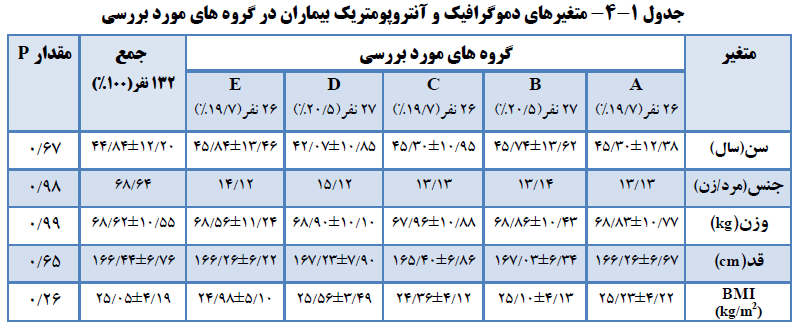 جدول ۱-۴- متغیرهای دموگرافیک و آنتروپومتریک بیماران در گروه های مورد بررسی
متغیر گروه های مورد بررسی جمع مقدار P
۱۳۲ نفر(۱۰۰٪)
A B C D E
۲۶ نفر(۱۹/۷٪) ۲۷ نفر(۲۰/۵٪) ۲۶ نفر(۱۹/۷٪) ۲۷ نفر(۲۰/۵٪) ۲۶ نفر(۱۹/۷٪)
سن(سال) ۴۵/۳۰±۱۲/۳۸ ۴۵/۷۴±۱۳/۶۲ ۴۵/۳۰±۱۰/۹۵ ۴۲/۰۷±۱۰/۸۵ ۴۵/۸۴±۱۳/۴۶ ۴۴/۸۴±۱۲/۲۰ ۰/۶۷
جنس(مرد/زن) ۱۳/۱۳ ۱۳/۱۴ ۱۳/۱۳ ۱۵/۱۲ ۱۴/۱۲ ۶۸/۶۴ ۰/۹۸
وزن(kg) ۶۸/۸۳±۱۰/۷۷ ۶۸/۸۶±۱۰/۴۳ ۶۷/۹۶±۱۰/۸۸ ۶۸/۹۰±۱۰/۱۰ ۶۸/۵۶±۱۱/۲۴ ۶۸/۶۲±۱۰/۵۵ ۰/۹۹
قد(cm) ۱۶۶/۲۶±۶/۶۷ ۱۶۷/۰۳±۶/۳۴ ۱۶۵/۴۰±۶/۸۶ ۱۶۷/۲۳±۷/۹۰ ۱۶۶/۲۶±۶/۲۲ ۱۶۶/۴۴±۶/۷۶ ۰/۶۵
BMI ۲۵/۲۳±۴/۲۲ ۲۵/۱۰±۴/۱۳ ۲۴/۳۶±۴/۱۲ ۲۵/۵۶±۳/۴۹ ۲۴/۹۸±۵/۱۰ ۲۵/۰۵±۴/۱۹ ۰/۲۶
(kg/m²)